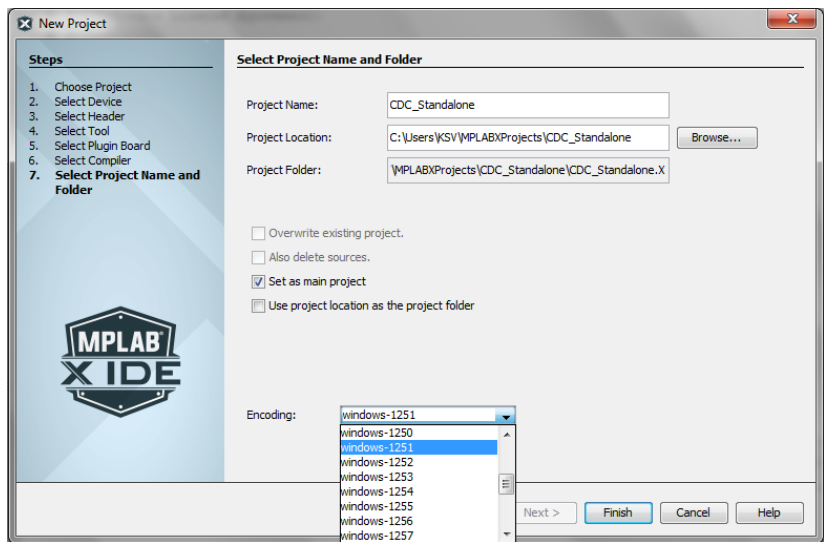 New Project
Steps
1. Choose Project
2. Select Device
3. Select Header
4. Select Tool
5. Select Plugin Board
6. Select Compiler
7. Select Project Name and
Folder
MPLAB
X IDE
Select Project Name and Folder
Project Name: CDC_Standalone
Project Location: C:\Users\KSV\MPLABXProjects\CDC_Standalone Browse...
Project Folder: \MPLABXProjects\CDC_Standalone\CDC_Standalone.X
Overwrite existing project.
Also delete sources.
Set as main project
Use project location as the project folder
Encoding: windows-1251
windows-1250
windows-1251
windows-1252
windows-1253
windows-1254
windows-1255
windows-1256
windows-1257
Next > Finish Cancel Help